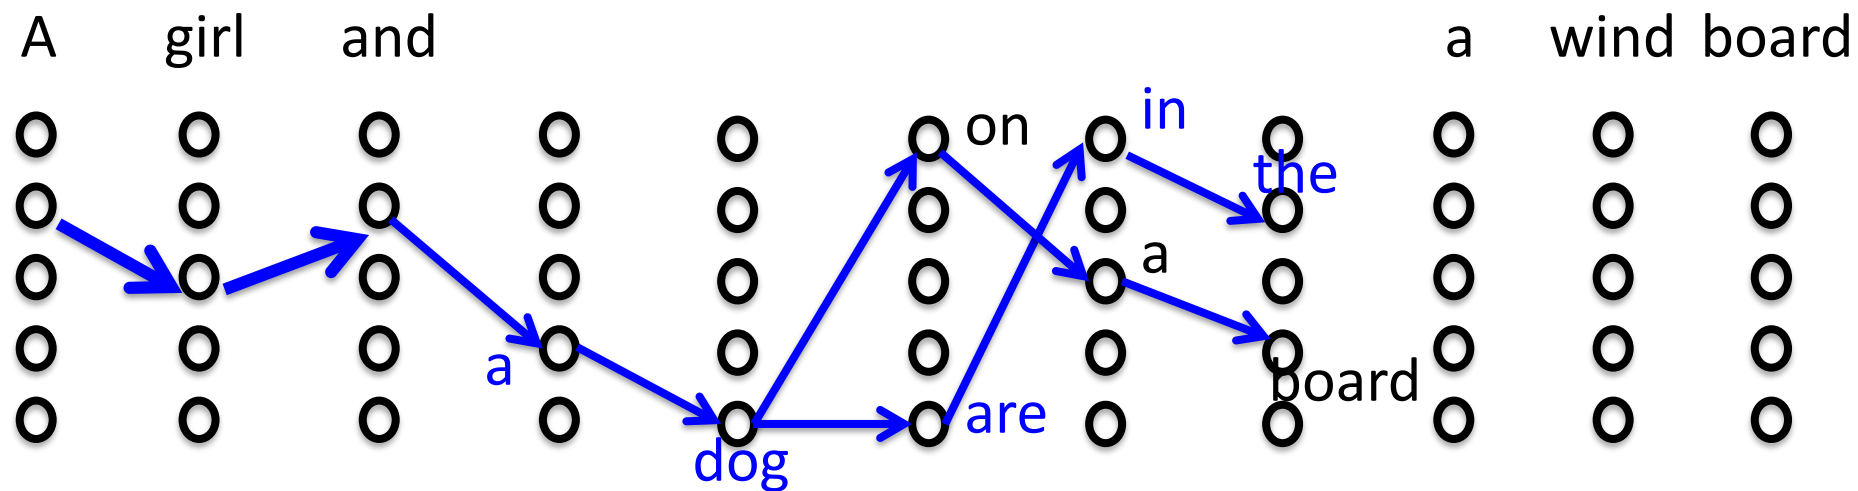 A girl and a wind board
in
on
the
a
a
board
are
dog